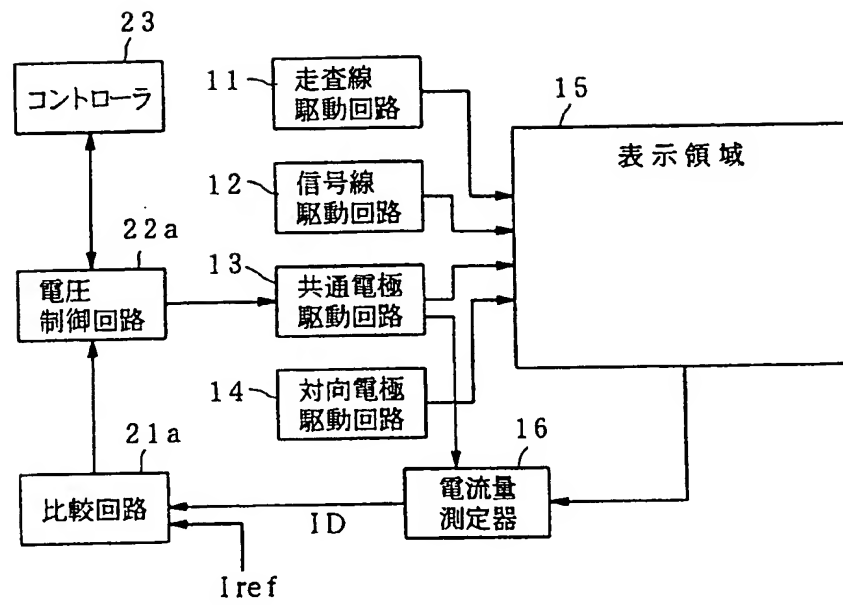 23
コントローラ
11
走査線
駆動回路
15
表示領域
12
信号線
駆動回路
22a
電圧
制御回路
13
共通電極
駆動回路
14
対向電極
駆動回路
21a
比較回路
16
電流量
測定器
ID
Iref